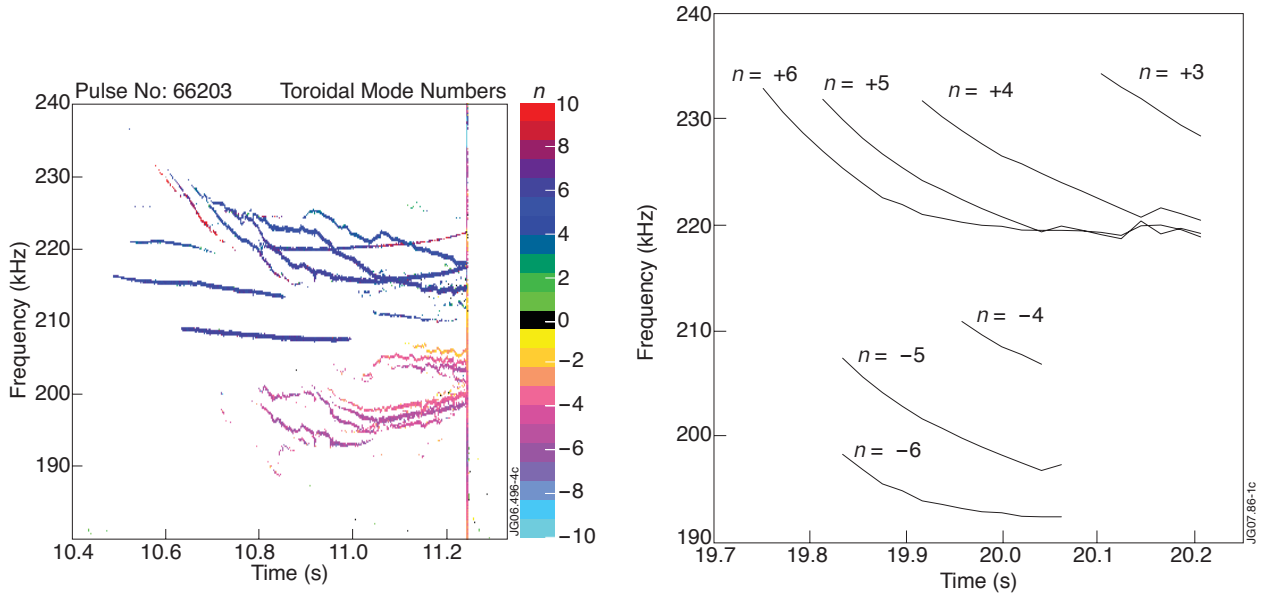 Pulse No: 66203 Toroidal Mode Numbers n
240
230
220
210
200
190
Frequency (kHz)
10.4 10.6 10.8 11.0 11.2
Time (s)
10
8
6
4
2
0
−2
−4
−6
−8
−10
JG06.496-4c
240
230
220
210
200
190
Frequency (kHz)
n = +6
n = +5
n = +4
n = +3
n = −4
n = −5
n = −6
19.7 19.8 19.9 20.0 20.1 20.2
Time (s)
JG07.86-1c